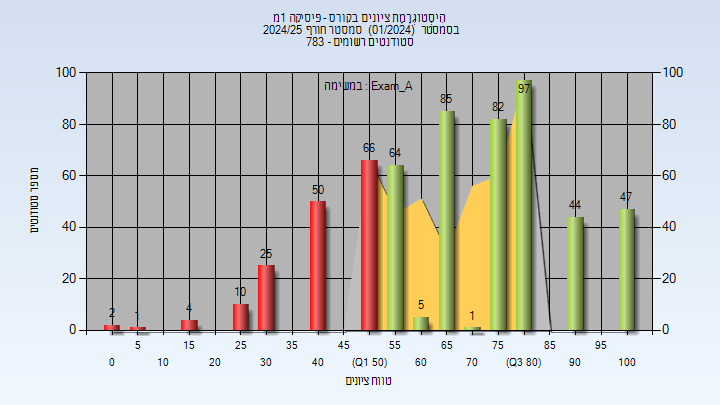 היסטוגרמת ציונים בקורס - פיסיקה 1מ
בסמסטר (01/2024) סמסטר חורף 2024/25
סטודנטים רשומים - 783
במשימה : Exam_A
מספר סטודנטים
100 80 60 40 20 0
2 1 4 10 25 50 66 64 5 85 1 82 97 44 47
100 80 60 40 20 0
5 15 25 35 45 55 65 75 85 95
0 10 20 30 40 (Q1 50) 60 70 (Q3 80) 90 100
טווח ציונים